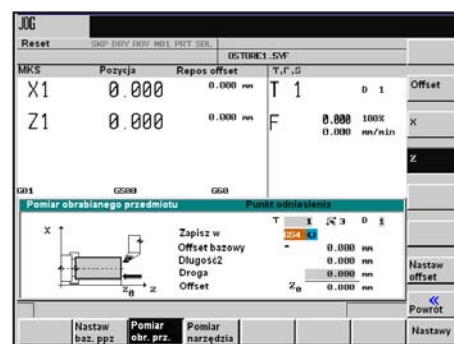 JOG
Reset SKP DRY ROV M01 PRT SBL
OSTORE1.SYF
MKS Pozycja Repos offset T,F,S
X1 0.000 0.000 mm T 1 D 1
Z1 0.000 0.000 mm F 0.000 100%
0.000 mm/min
G01 G500 G60
Offset
X
Z
Pomiar obrabianego przedmiotu Punkt odniesienia
T 1 3 D 1
X Zapisz w G54
Offset bazowy - 0.000 mm
Długość2 0.000 mm
Droga 0.000 mm
Z0 Z Offset Z0 0.000 mm
Nastaw offset
«
Powrót
Nastaw baz. ppz
Pomiar obr. prz.
Pomiar narzędzia
Nastawy